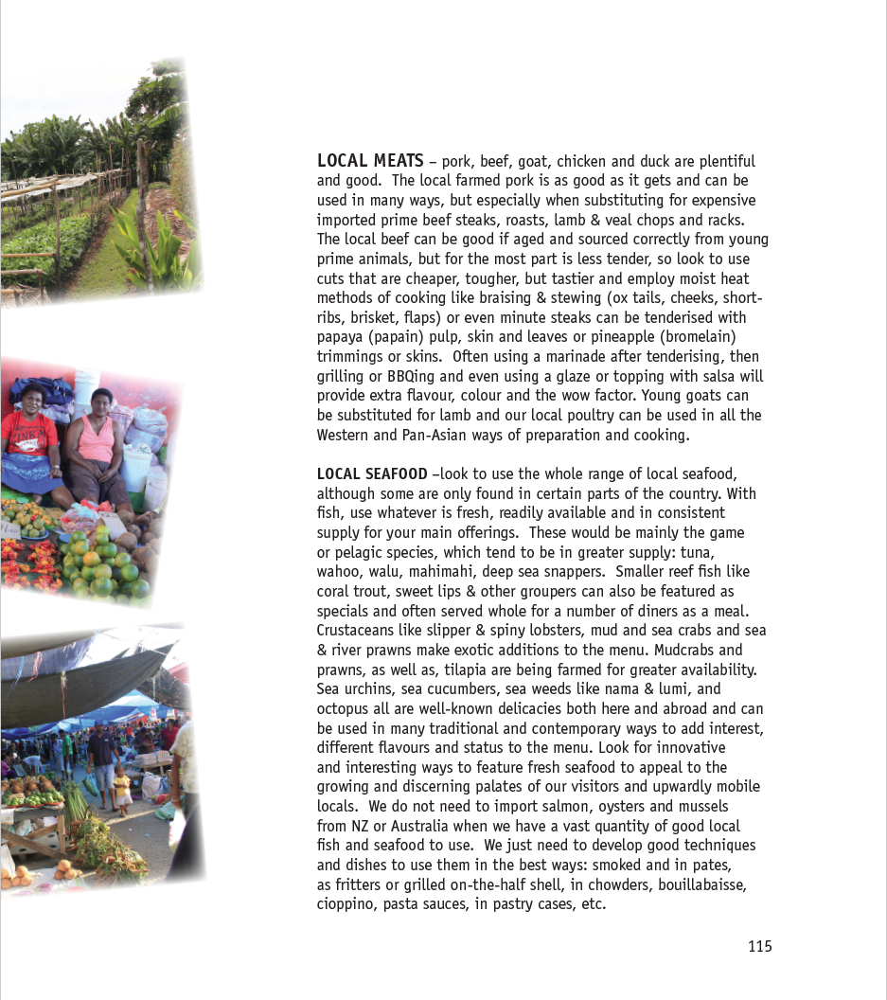 LOCAL MEATS – pork, beef, goat, chicken and duck are plentiful
and good.  The local farmed pork is as good as it gets and can be
used in many ways, but especially when substituting for expensive
imported prime beef steaks, roasts, lamb & veal chops and racks.
The local beef can be good if aged and sourced correctly from young
prime animals, but for the most part is less tender, so look to use
cuts that are cheaper, tougher, but tastier and employ moist heat
methods of cooking like braising & stewing (ox tails, cheeks, short-
ribs, brisket, flaps) or even minute steaks can be tenderised with
papaya (papain) pulp, skin and leaves or pineapple (bromelain)
trimmings or skins.  Often using a marinade after tenderising, then
grilling or BBQing and even using a glaze or topping with salsa will
provide extra flavour, colour and the wow factor. Young goats can
be substituted for lamb and our local poultry can be used in all the
Western and Pan-Asian ways of preparation and cooking.
LOCAL SEAFOOD –look to use the whole range of local seafood,
although some are only found in certain parts of the country. With
fish, use whatever is fresh, readily available and in consistent
supply for your main offerings.  These would be mainly the game
or pelagic species, which tend to be in greater supply: tuna,
wahoo, walu, mahimahi, deep sea snappers.  Smaller reef fish like
coral trout, sweet lips & other groupers can also be featured as
specials and often served whole for a number of diners as a meal.
Crustaceans like slipper & spiny lobsters, mud and sea crabs and sea
& river prawns make exotic additions to the menu. Mudcrabs and
prawns, as well as, tilapia are being farmed for greater availability.
Sea urchins, sea cucumbers, sea weeds like nama & lumi, and
octopus all are well-known delicacies both here and abroad and can
be used in many traditional and contemporary ways to add interest,
different flavours and status to the menu. Look for innovative
and interesting ways to feature fresh seafood to appeal to the
growing and discerning palates of our visitors and upwardly mobile
locals.  We do not need to import salmon, oysters and mussels
from NZ or Australia when we have a vast quantity of good local
fish and seafood to use.  We just need to develop good techniques
and dishes to use them in the best ways: smoked and in pates,
as fritters or grilled on-the-half shell, in chowders, bouillabaisse,
cioppino, pasta sauces, in pastry cases, etc.
115